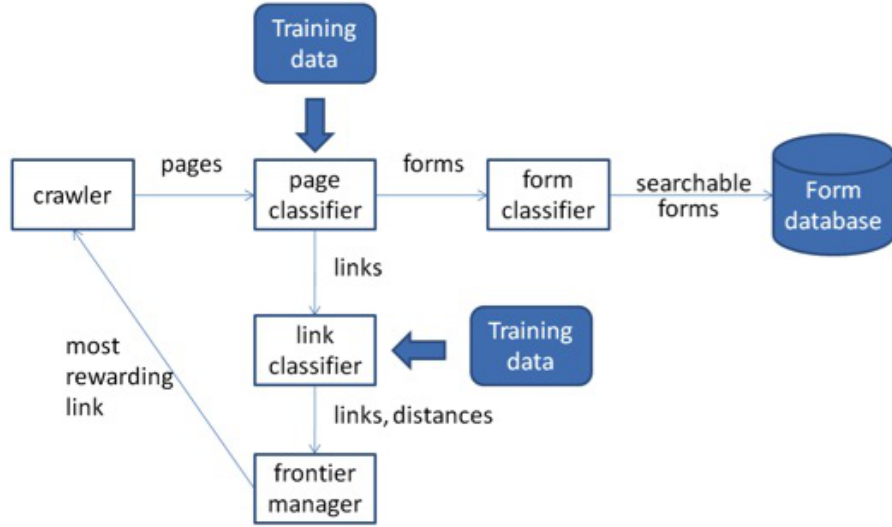 Training
data
pages
forms
crawler
page
classifier
form
classifier
searchable
forms
Form
database
links
link
classifier
Training
data
most
rewarding
link
links, distances
frontier
manager